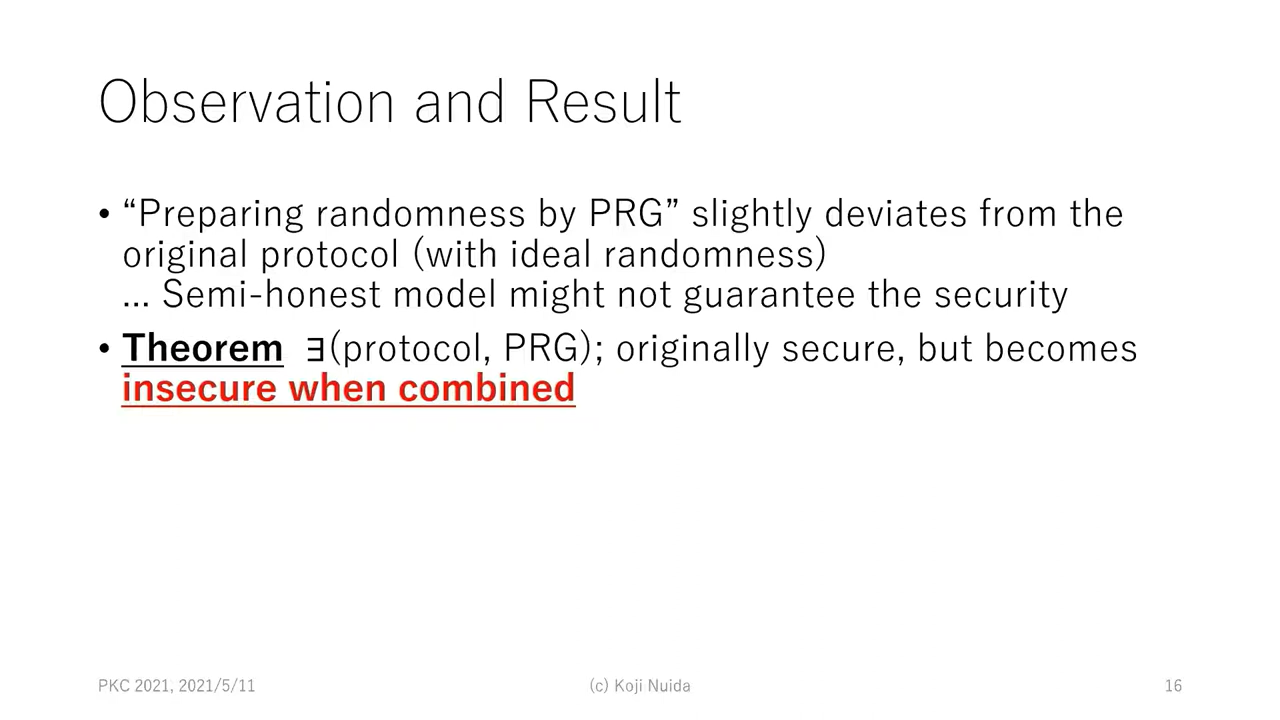 Observation and Result
• “Preparing randomness by PRG” slightly deviates from the
original protocol (with ideal randomness)
… Semi-honest model might not guarantee the security
• Theorem ∃(protocol, PRG); originally secure, but becomes
insecure when combined
PKC 2021, 2021/5/11
(c) Koji Nuida
16